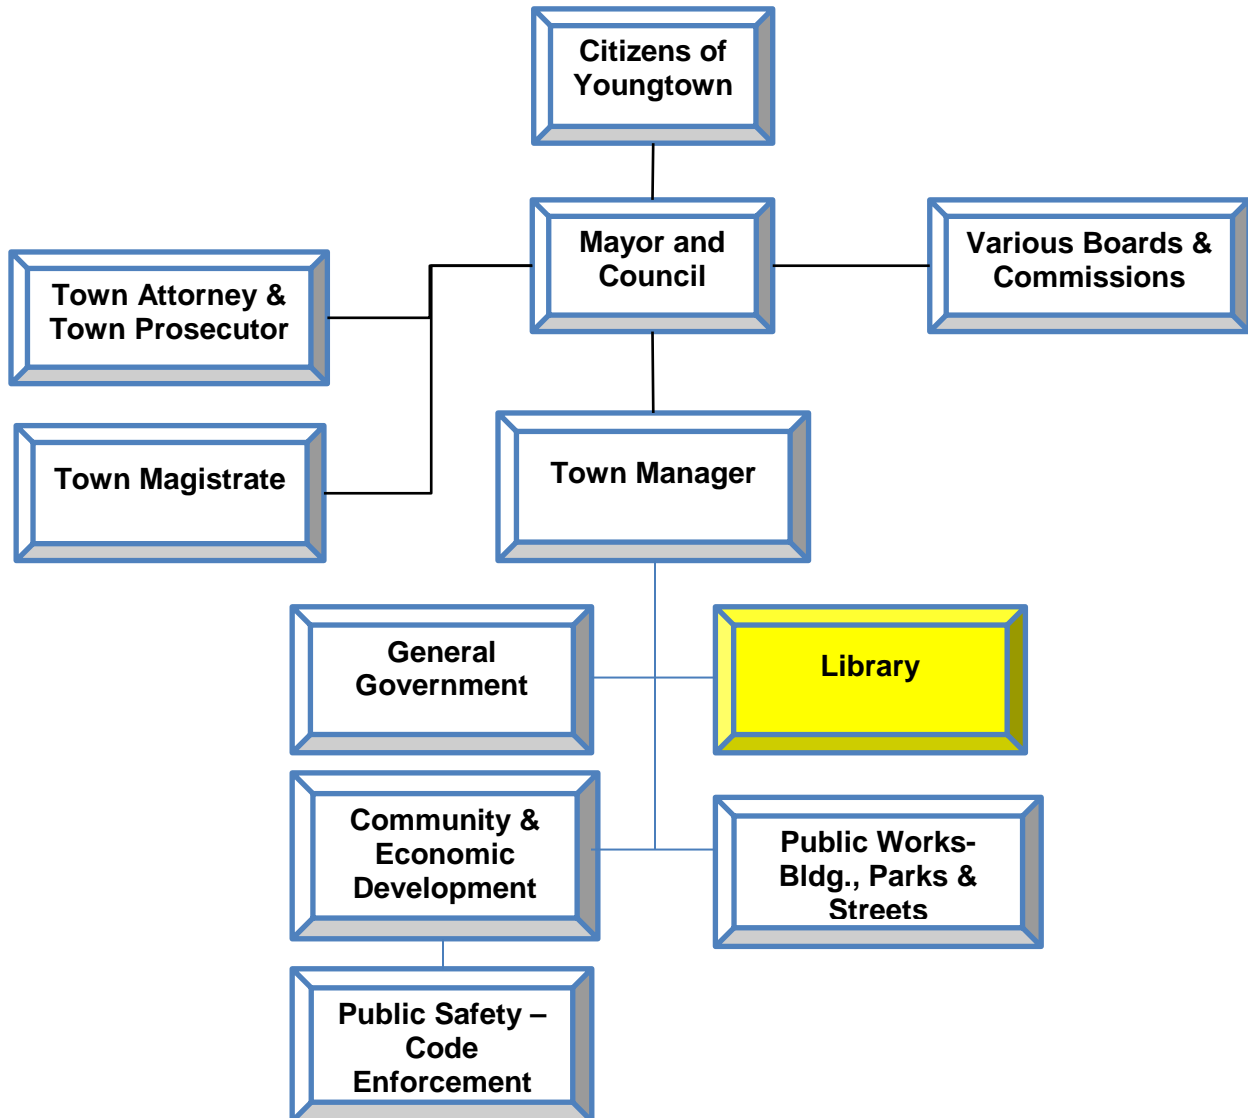 Citizens of
Youngtown
Mayor and
Council
Various Boards &
Commissions
Town Attorney &
Town Prosecutor
Town Magistrate
Town Manager
General
Government
Library
Community &
Economic
Development
Public Works-
Bldg., Parks &
Streets
Public Safety –
Code
Enforcement